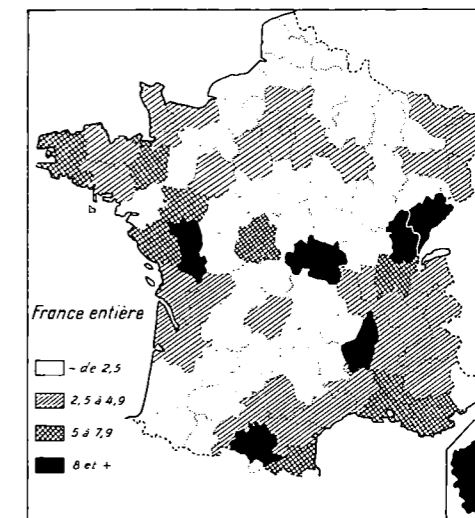 France entière
- de 2,5
2,5 à 4,9
5 à 7,9
8 et +